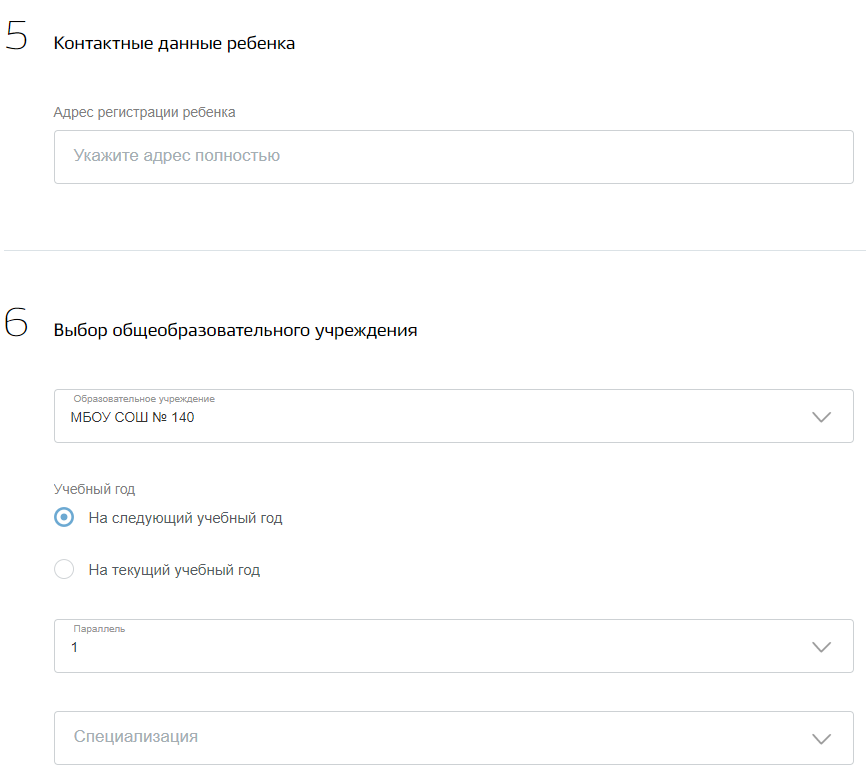 5
Контактные данные ребенка
Адрес регистрации ребенка
Укажите адрес полностью
6
Выбор общеобразовательного учреждения
Образовательное учреждение
МБОУ СОШ № 140
Учебный год
На следующий учебный год
На текущий учебный год
Параллель
1
Специализация